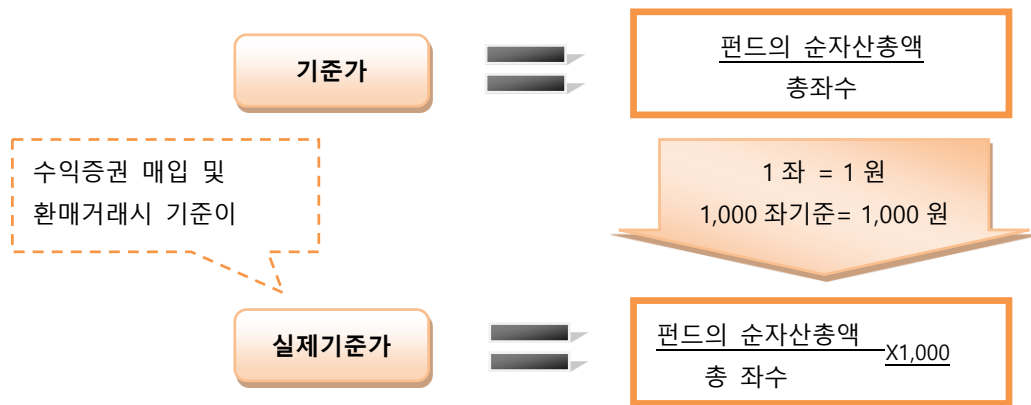 기준가
펀드의 순자산총액
총좌수
수익증권 매입 및
환매거래시 기준이
1 좌 = 1 원
1,000 좌기준= 1,000 원
실제기준가
펀드의 순자산총액 X1,000
총 좌수